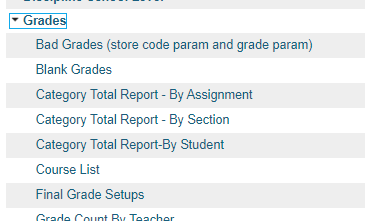 Discipline School Level
Grades
Bad Grades (store code param and grade param)
Blank Grades
Category Total Report - By Assignment
Category Total Report - By Section
Category Total Report-By Student
Course List
Final Grade Setups
Grade Count By Teacher